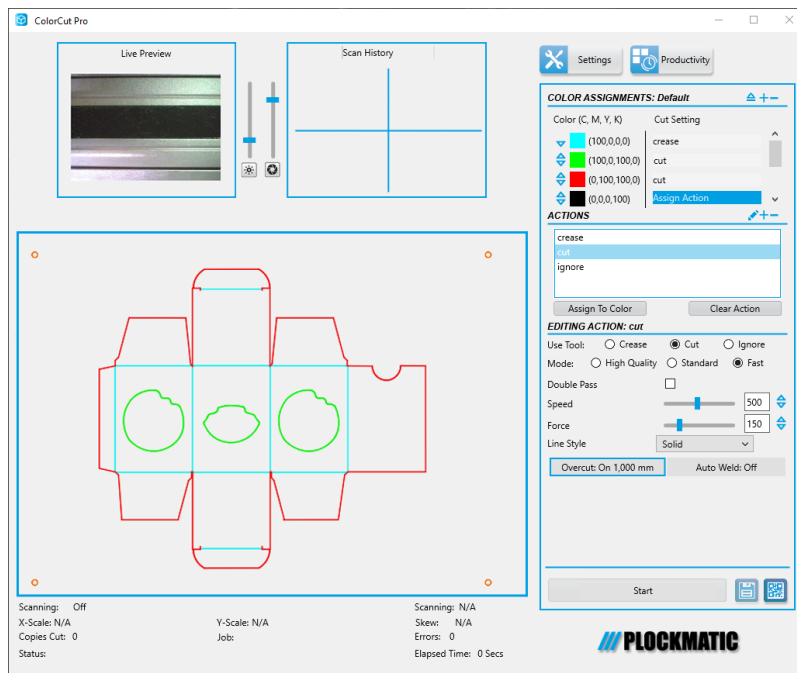 ColorCut Pro
Live Preview
Scan History
Settings
Productivity
COLOR ASSIGNMENTS: Default
Color (C, M, Y, K) Cut Setting
(100,0,0,0) crease
(100,0,100,0) cut
(0,100,100,0) cut
(0,0,0,100) Assign Action
ACTIONS
crease
cut
ignore
Assign To Color Clear Action
EDITING ACTION: cut
Use Tool: Crease Cut Ignore
Mode: High Quality Standard Fast
Double Pass
Speed 500
Force 150
Line Style Solid
Overcut: On 1,000 mm Auto Weld: Off
Start
Scanning: Off Scanning: N/A
X-Scale: N/A Y-Scale: N/A Skew: N/A
Copies Cut: 0 Job: Errors: 0
Status: Elapsed Time: 0 Secs
PLOCKMATIC